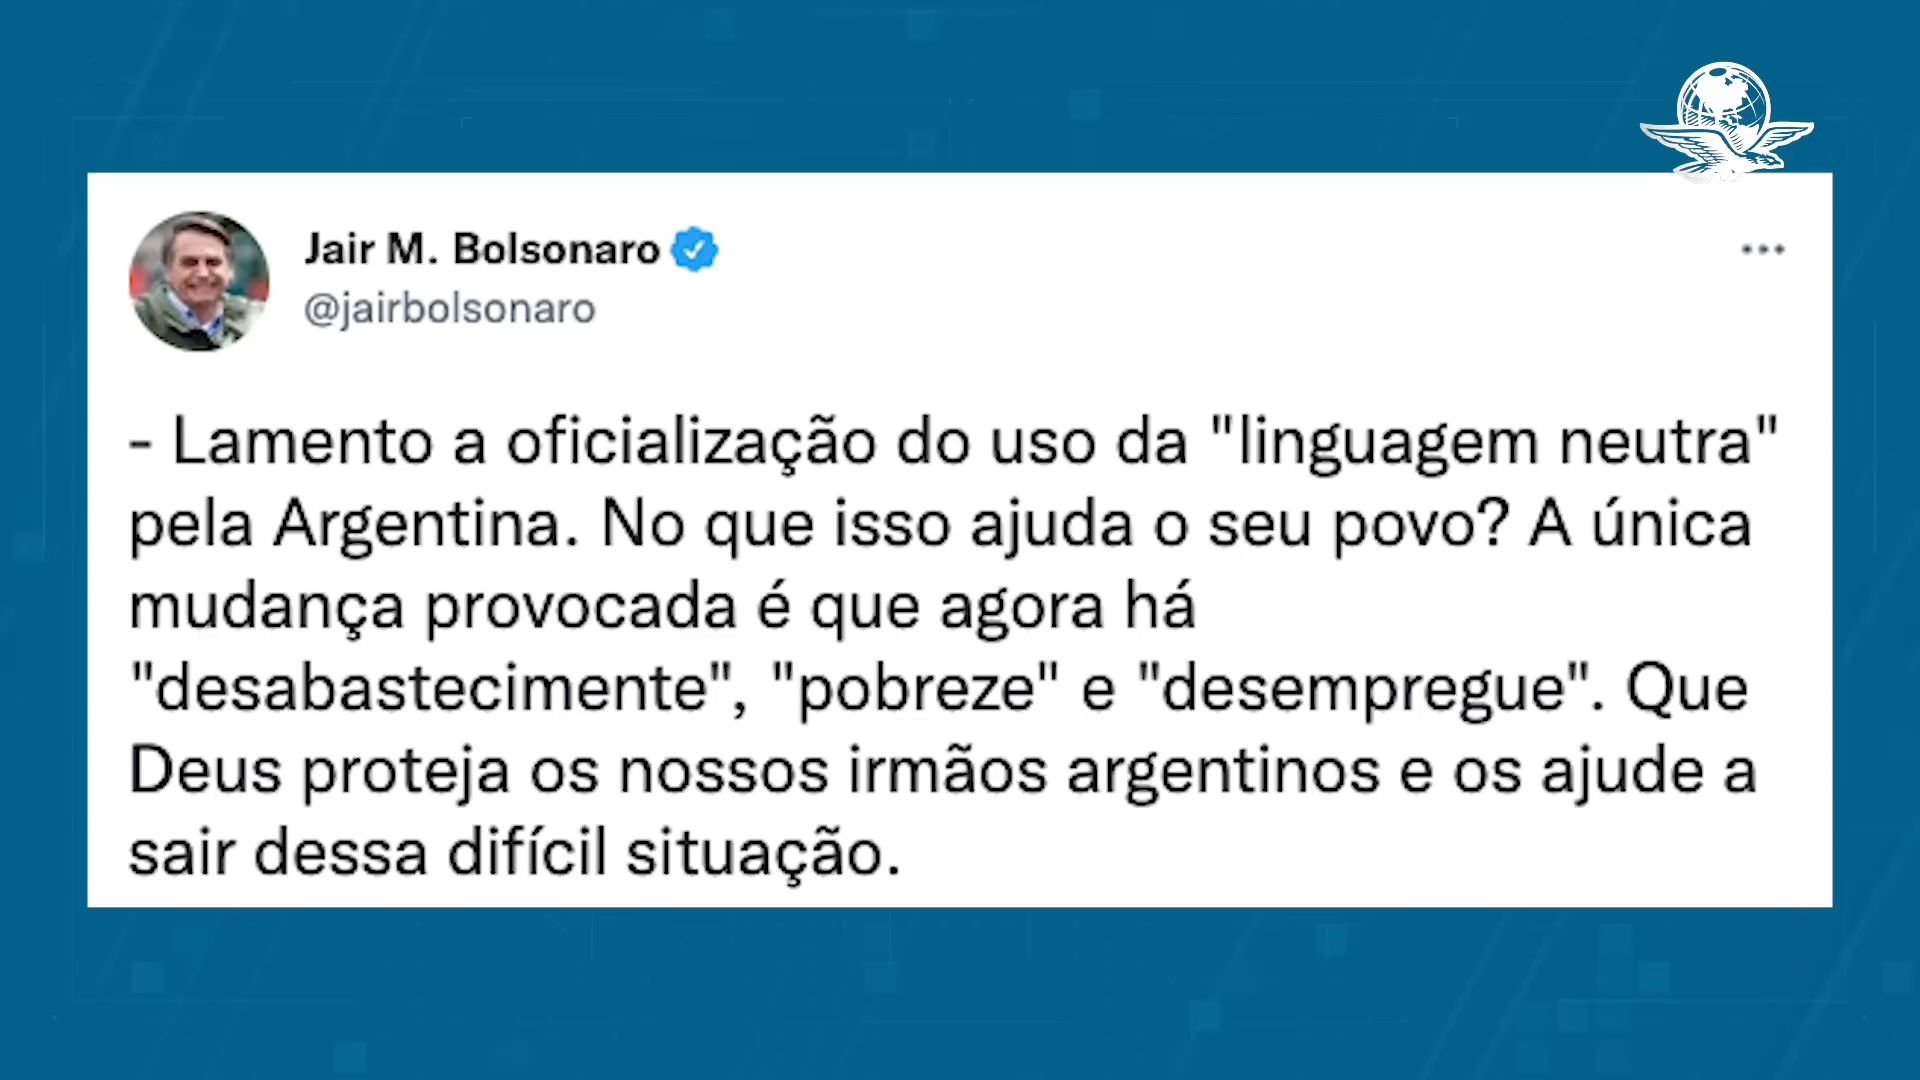 Jair M. Bolsonaro
@jairbolsonaro
- Lamento a oficialização do uso da "linguagem neutra"
pela Argentina. No que isso ajuda o seu povo? A única
mudança provocada é que agora há
"desabastecimente", "pobreze" e "desempregue". Que
Deus proteja os nossos irmãos argentinos e os ajude a
sair dessa difícil situação.